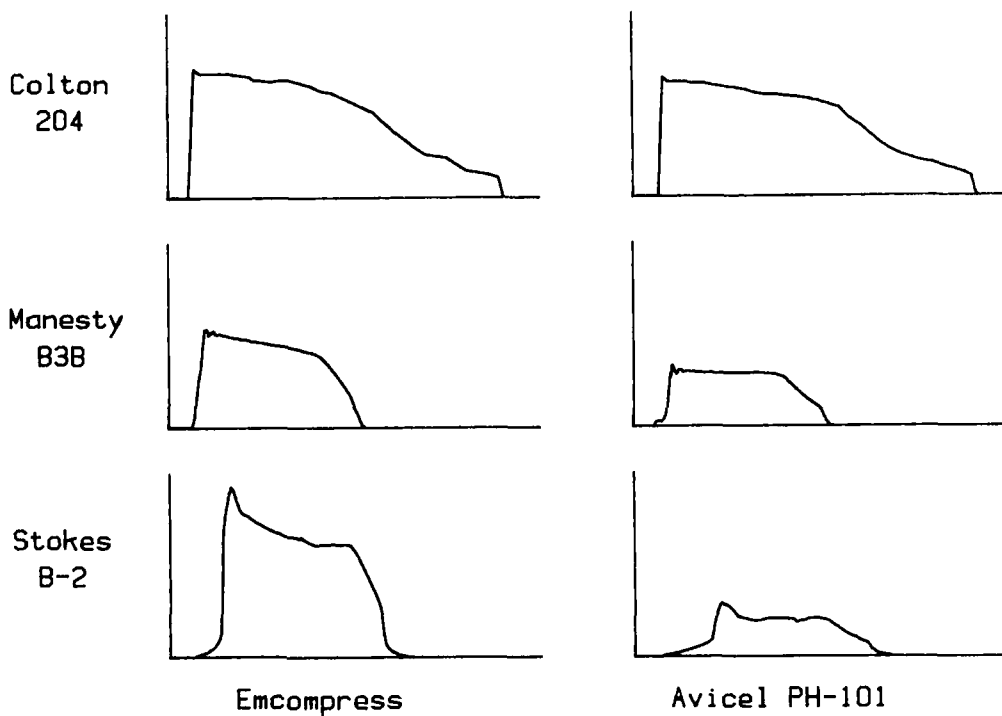 Colton
204
Manesty
B3B
Stokes
B-2
Emcompress
Avicel PH-101